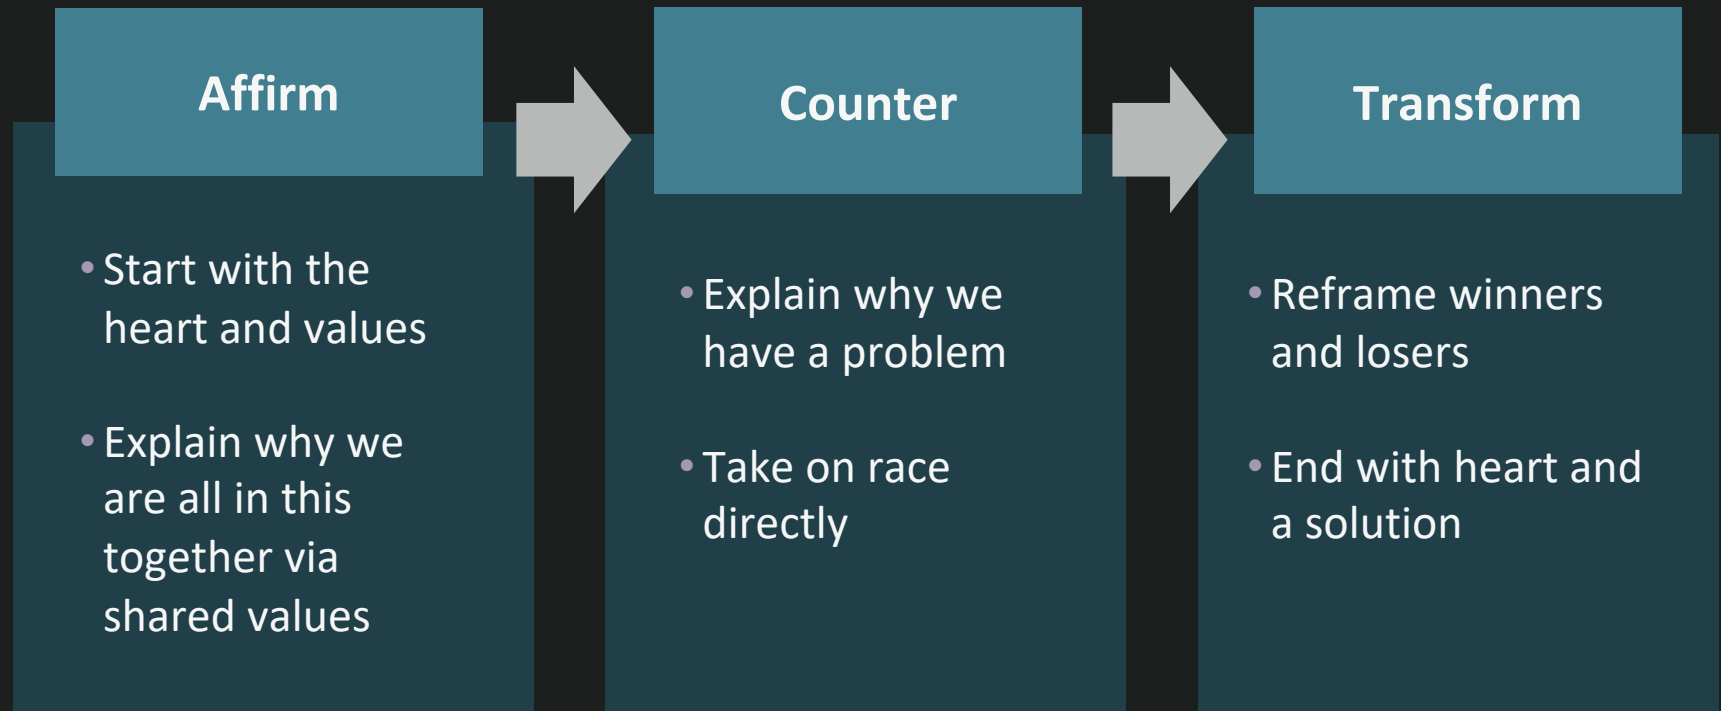 Affirm
• Start with the
heart and values
• Explain why we
are all in this
together via
shared values
Counter
• Explain why we
have a problem
• Take on race
directly
Transform
• Reframe winners
and losers
• End with heart and
a solution